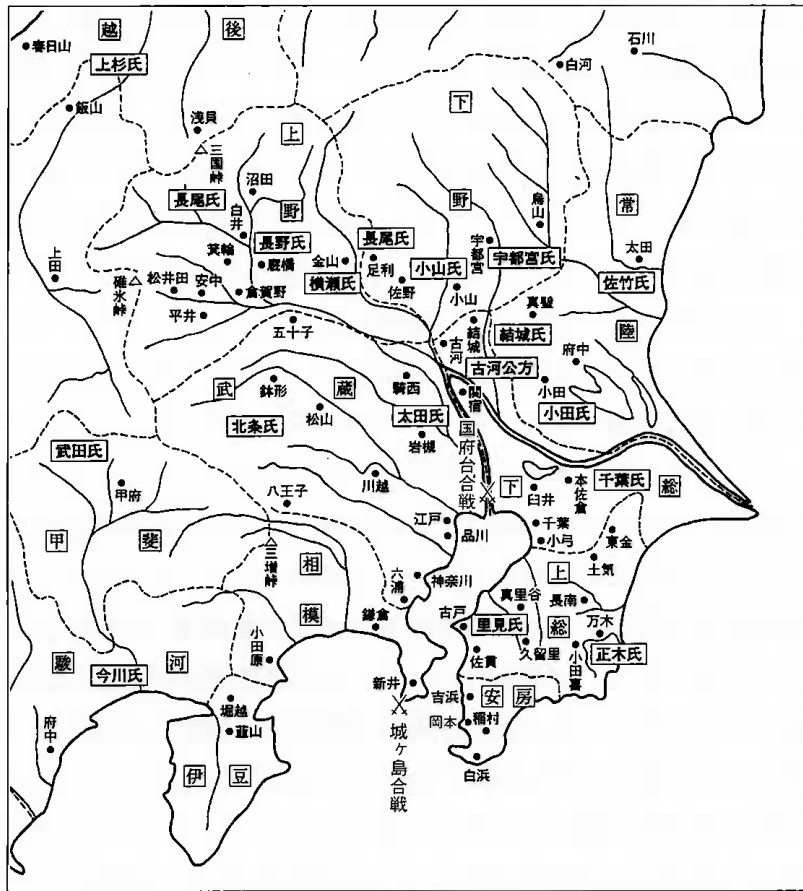 越
後
春日山
上杉氏
飯山
浅貝
三国峠
白河
石川
上
野
下
野
常
陸
沼田
長尾氏
白井
長野氏
箕輪
厩橋
金山
長尾氏
足利
横瀬氏
佐野
小山氏
小山
宇都宮
宇都宮氏
烏山
太田
佐竹氏
上田
碓氷峠
松井田
安中
倉賀野
平井
五十子
真壁
結城
結城氏
古河
古河公方
府中
小田
小田氏
武
蔵
鉢形
騎西
関宿
北条氏
松山
太田氏
岩槻
国府台合戦
武田氏
甲府
川越
八王子
下
総
臼井
本佐倉
千葉氏
江戸
品川
千葉
小弓
東金
土気
甲
斐
三増峠
相
模
六浦
神奈川
上
総
真里谷
長南
万木
鎌倉
古戸
里見氏
久留里
小田喜
正木氏
佐貫
駿
河
今川氏
小田原
新井
吉浜
安
房
岡本
稲村
白浜
城ヶ島合戦
府中
堀越
韮山
伊
豆